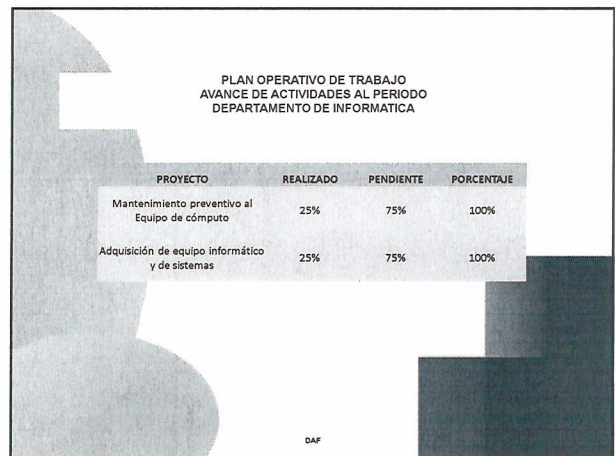 PLAN OPERATIVO DE TRABAJO
AVANCE DE ACTIVIDADES AL PERIODO
DEPARTAMENTO DE INFORMATICA
PROYECTO REALIZADO PENDIENTE PORCENTAJE
Mantenimiento preventivo al
Equipo de cómputo 25% 75% 100%
Adquisición de equipo informático
y de sistemas 25% 75% 100%
DAF